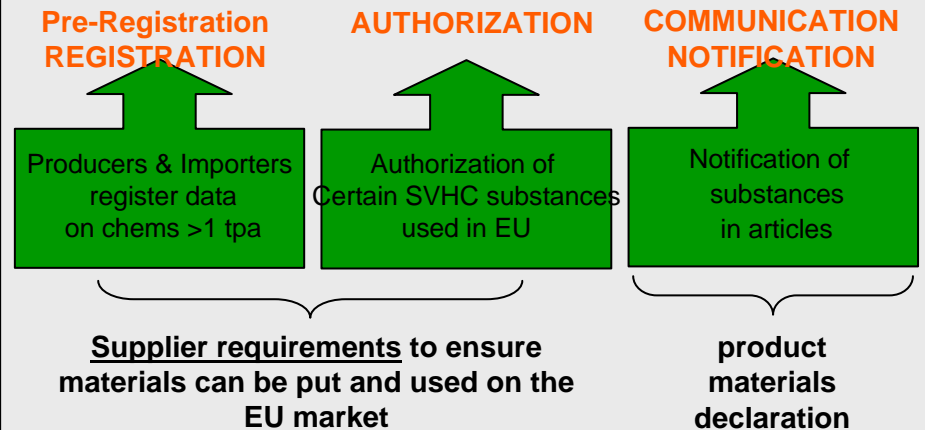 Pre-Registration
REGISTRATION
AUTHORIZATION
COMMUNICATION
NOTIFICATION
Producers & Importers
register data
on chems >1 tpa
Authorization of
Certain SVHC substances
used in EU
Notification of
substances
in articles
Supplier requirements to ensure
materials can be put and used on the
EU market
product
materials
declaration